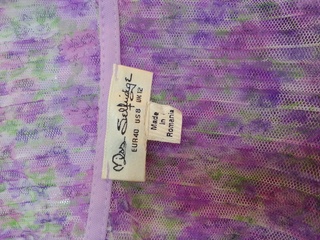 Miss Selfridge
EUR40 US8 UK12
Made
in
Romania